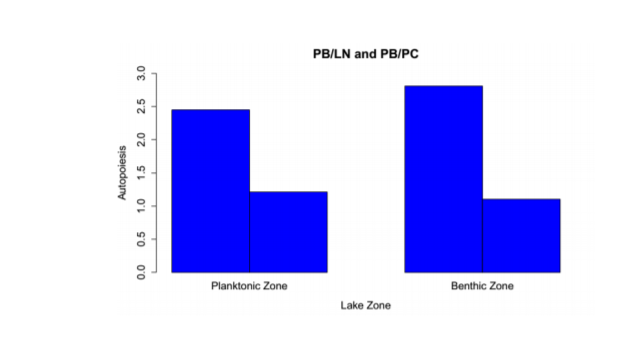 PB/LN and PB/PC
3.0
2.5
2.0
1.5
1.0
0.5
0.0
Autopoiesis
Planktonic Zone
Benthic Zone
Lake Zone